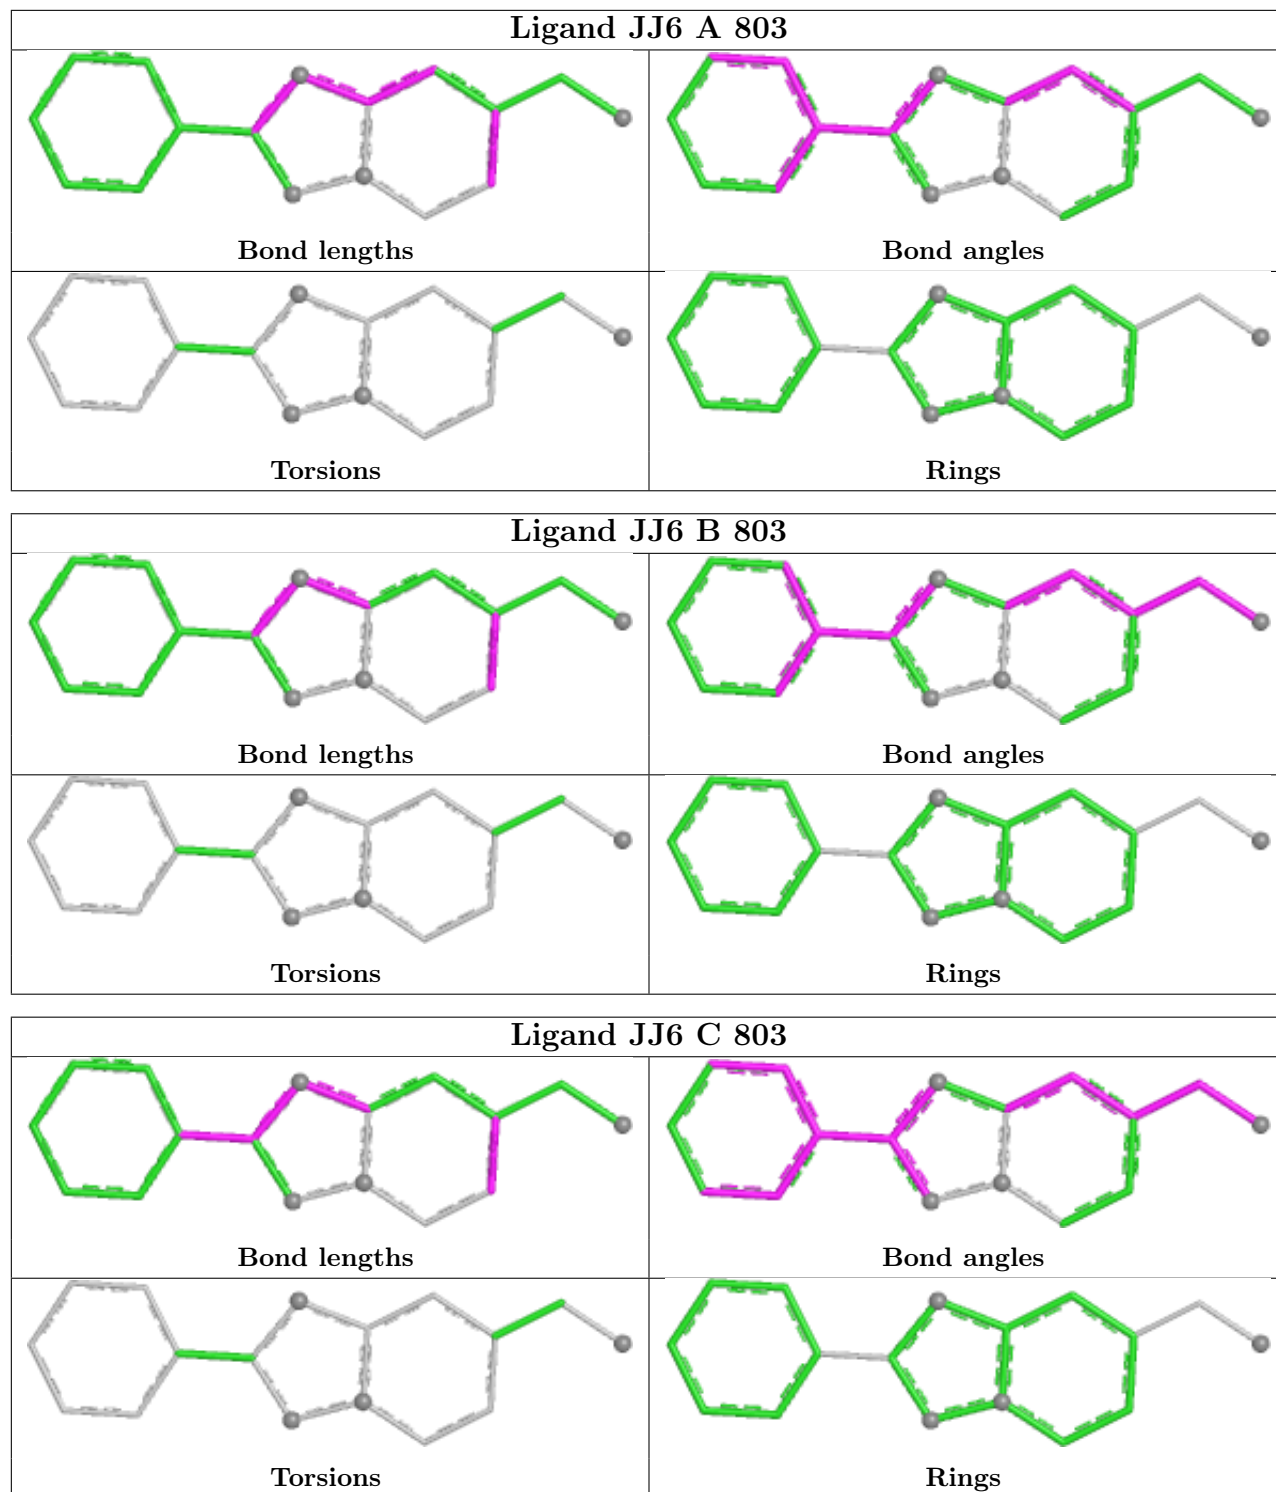 Ligand JJ6 A 803
Bond lengths
Bond angles
Torsions
Rings
Ligand JJ6 B 803
Bond lengths
Bond angles
Torsions
Rings
Ligand JJ6 C 803
Bond lengths
Bond angles
Torsions
Rings